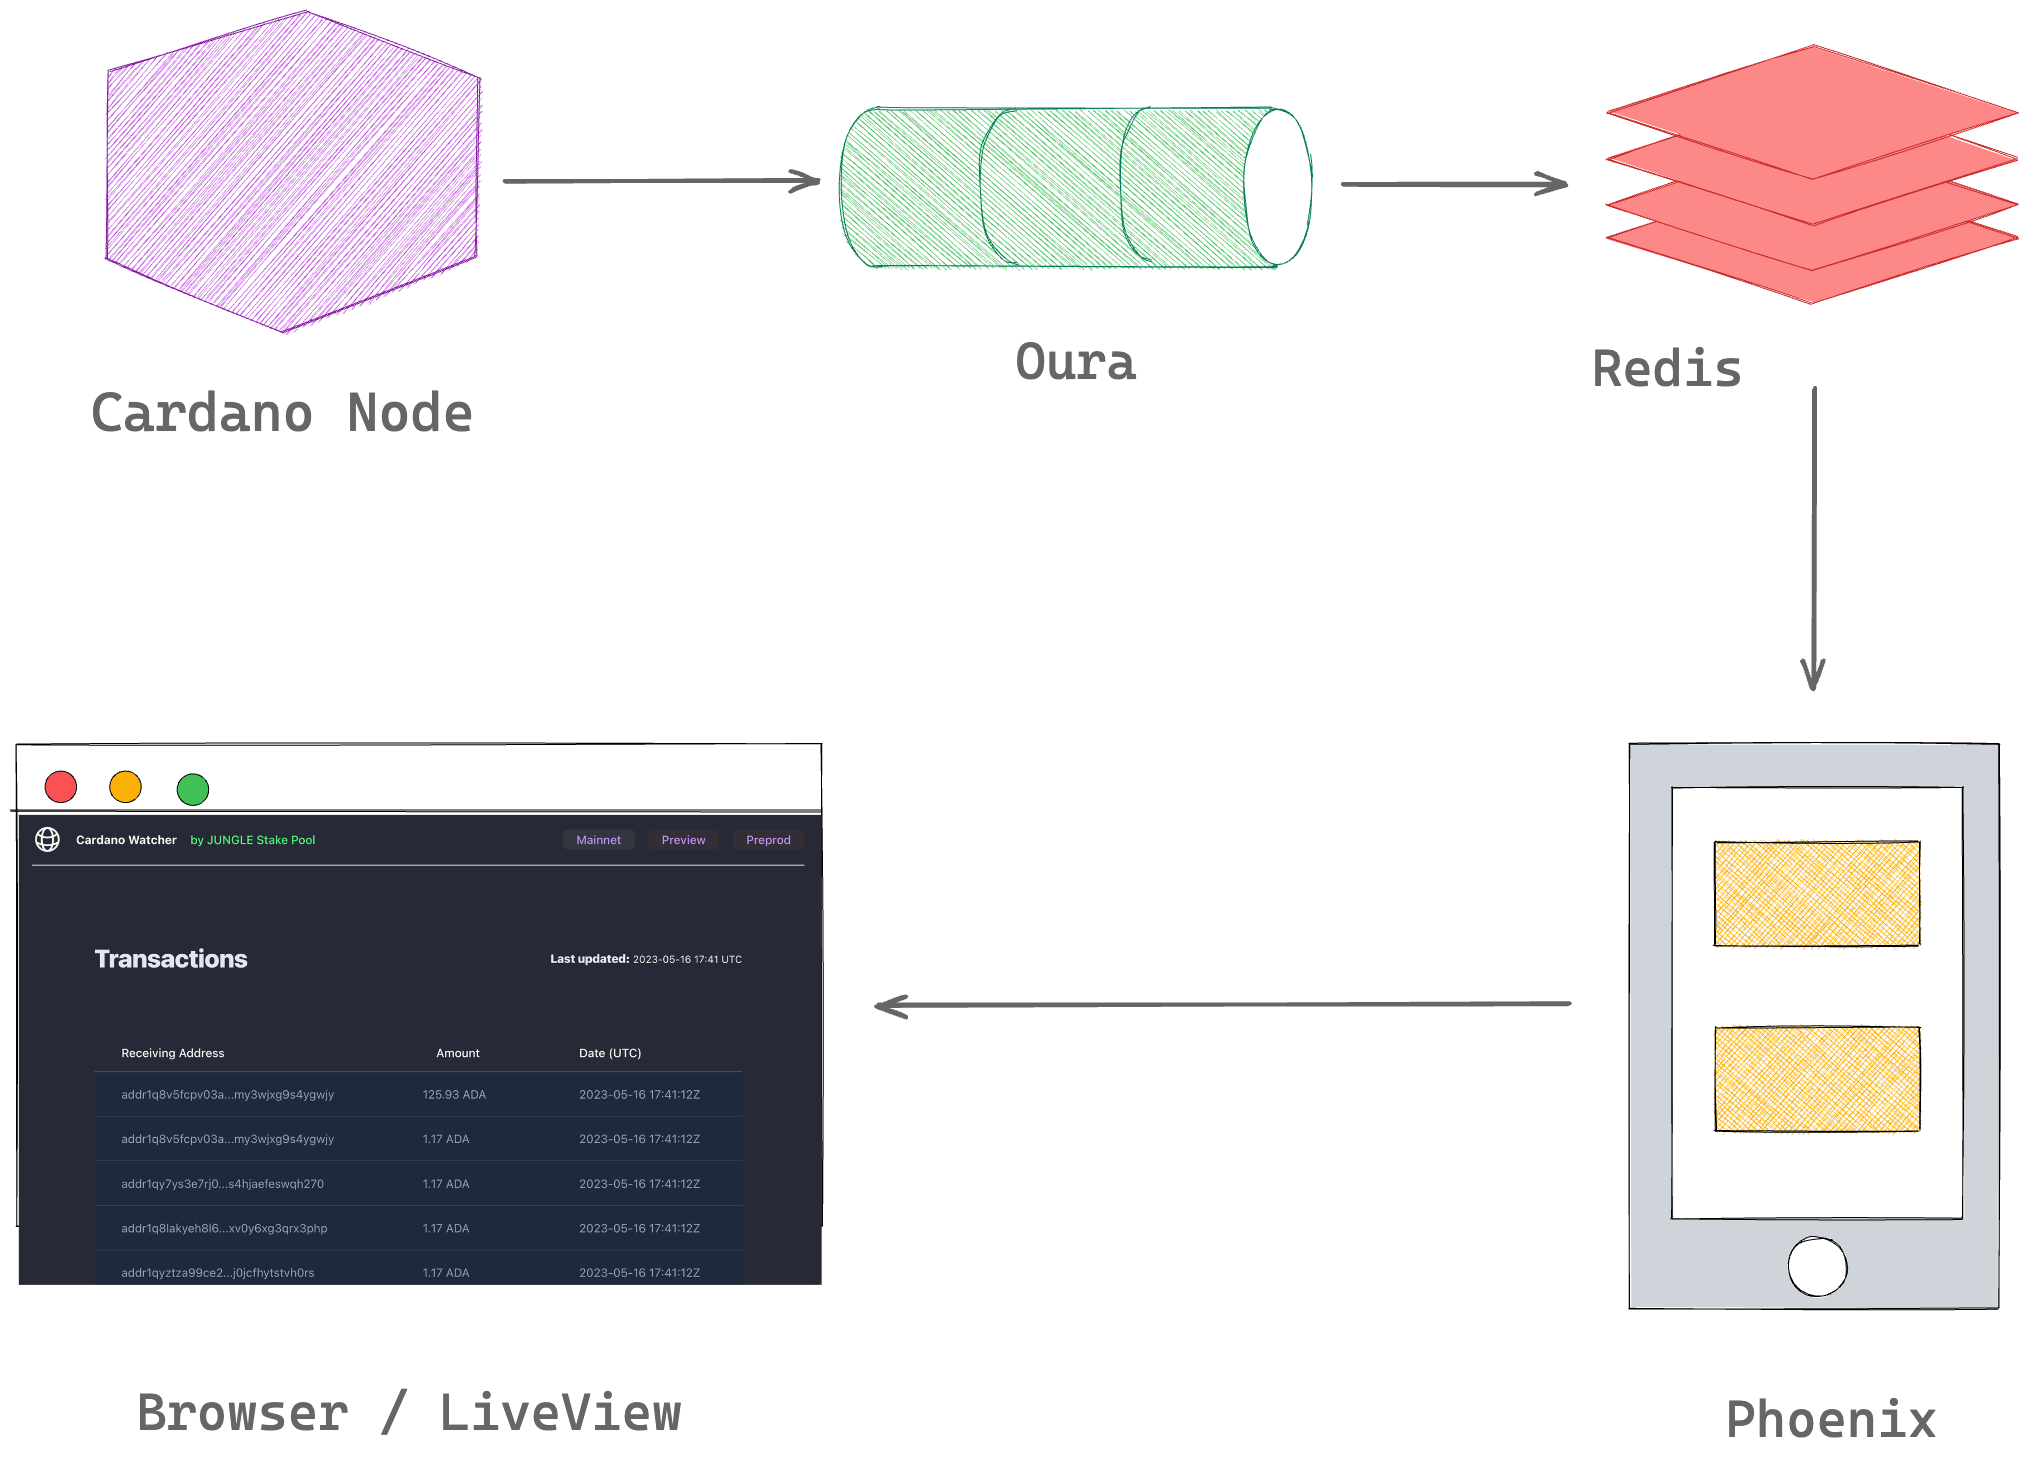 Cardano Node
Oura
Redis
Cardano Watcher by JUNGLE Stake Pool Mainnet Preview Preprod
Transactions Last updated: 2023-05-16 17:41 UTC
Receiving Address Amount Date (UTC)
addr1q8v5fcpv03a...my3wjxg9s4ygwjy 125.93 ADA 2023-05-16 17:41:12Z
addr1q8v5fcpv03a...my3wjxg9s4ygwjy 1.17 ADA 2023-05-16 17:41:12Z
addr1qy7ys3e7rj0...s4hjaefeswqh270 1.17 ADA 2023-05-16 17:41:12Z
addr1q8lakyeh8l6...xv0y6xg3qrx3php 1.17 ADA 2023-05-16 17:41:12Z
addr1qyztza99ce2...j0jcfhytstvh0rs 1.17 ADA 2023-05-16 17:41:12Z
Browser / LiveView
Phoenix